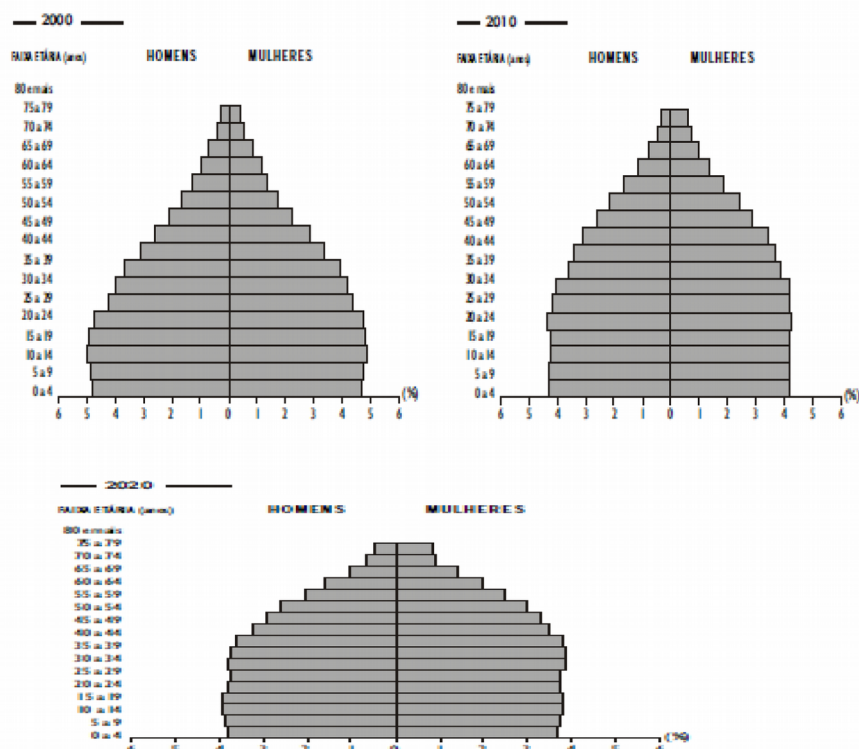 2000
FAIXA ETÁRIA (anos) HOMENS MULHERES
80 e mais
75 a 79
70 a 74
65 a 69
60 a 64
55 a 59
50 a 54
45 a 49
40 a 44
35 a 39
30 a 34
25 a 29
20 a 24
15 a 19
10 a 14
5 a 9
0 a 4
6 5 4 3 2 1 0 1 2 3 4 5 6 (%)
2010
FAIXA ETÁRIA (anos) HOMENS MULHERES
80 e mais
75 a 79
70 a 74
65 a 69
60 a 64
55 a 59
50 a 54
45 a 49
40 a 44
35 a 39
30 a 34
25 a 29
20 a 24
15 a 19
10 a 14
5 a 9
0 a 4
6 5 4 3 2 1 0 1 2 3 4 5 6 (%)
2020
FAIXA ETÁRIA (anos) HOMENS MULHERES
80 e mais
75 a 79
70 a 74
65 a 69
60 a 64
55 a 59
50 a 54
45 a 49
40 a 44
35 a 39
30 a 34
25 a 29
20 a 24
15 a 19
10 a 14
5 a 9
0 a 4
(%)